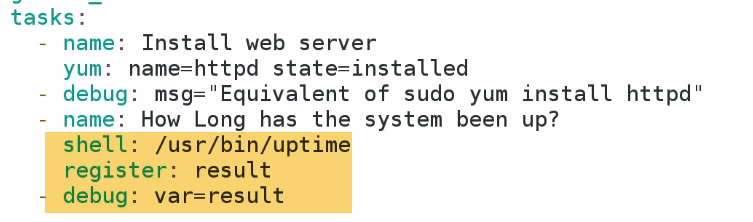 tasks:
  - name: Install web server
    yum: name=httpd state=installed
  - debug: msg="Equivalent of sudo yum install httpd"
  - name: How Long has the system been up?
    shell: /usr/bin/uptime
    register: result
  - debug: var=result